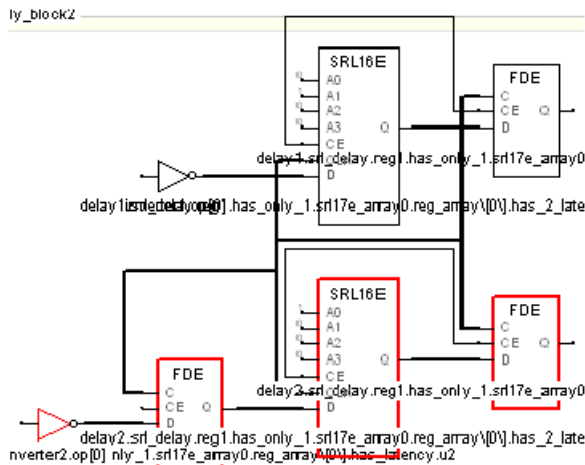 ly_block2
SRL16E
A0
A1
A2
A3 Q
CE
D
FDE
C
CE Q
D
delay1.srl_delay.reg1.has_only_1.srl17e_array0
.has_only_1.srl17e_array0.reg_array\[0\].has_2_late
SRL16E
A0
A1
A2
A3 Q
CE
D
FDE
C
CE Q
D
delay2.srl_delay.reg1.has_only_1.srl17e_array0
FDE
C
CE Q
D
delay2.srl_delay.reg1.has_only_1.srl17e_array0.reg_array\[0\].has_2_late
nverter2.op[0] nly_1.srl17e_array0.reg_array\[0\].has_latency.u2